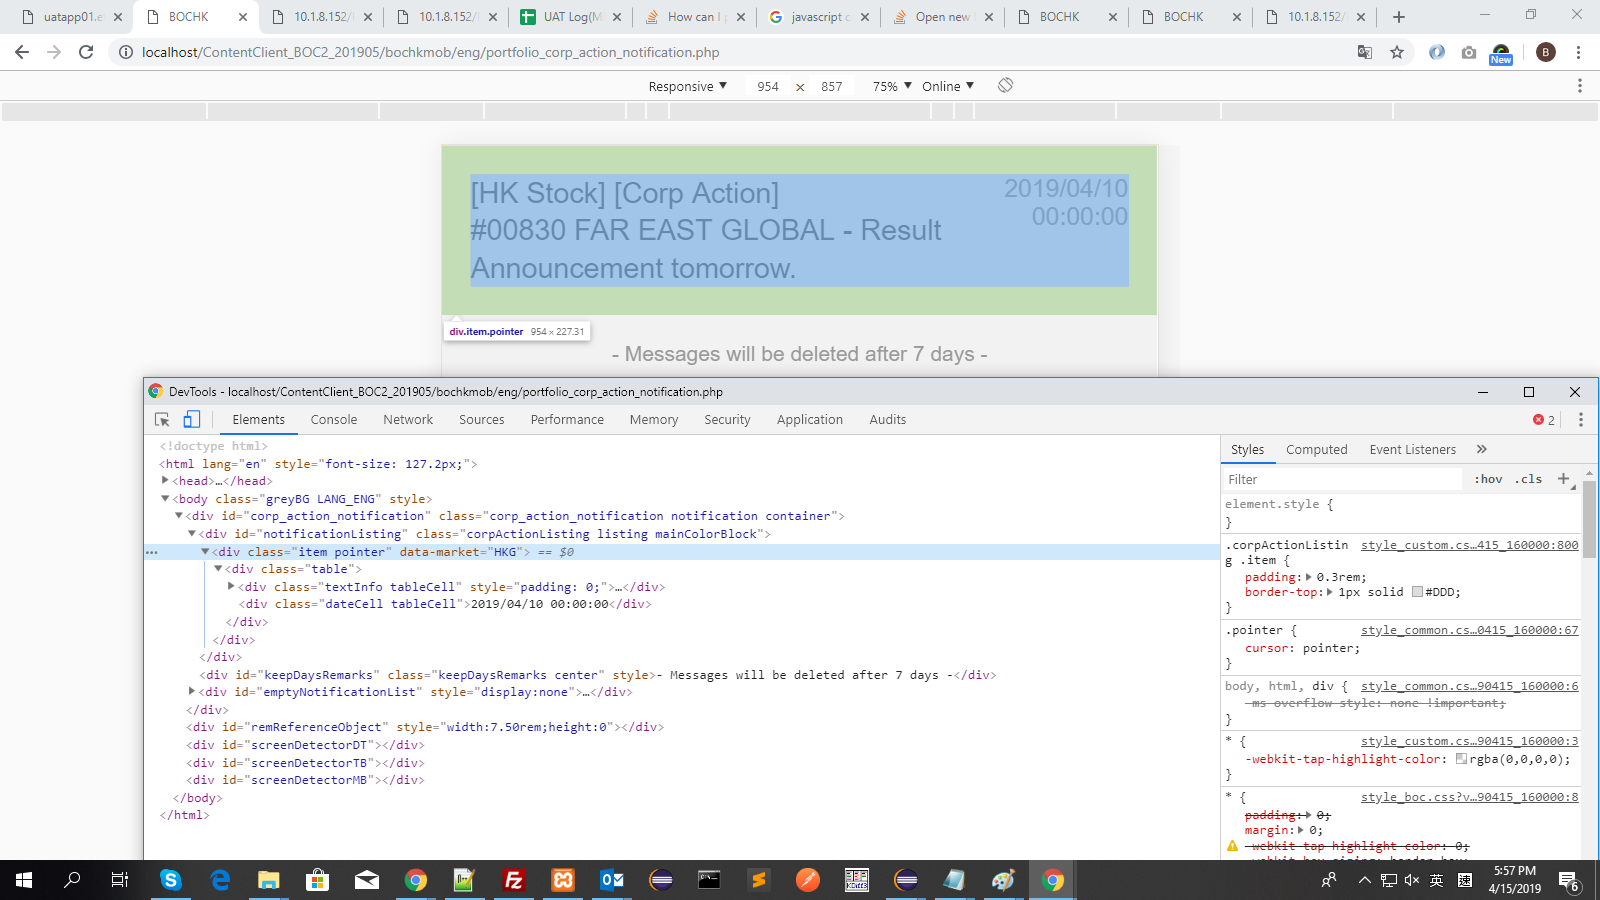 uatapp01.e
BOCHK
10.1.8.152/
10.1.8.152/
UAT Log(M
How can I
javascript c
Open new
BOCHK
BOCHK
10.1.8.152/
localhost/ContentClient_BOC2_201905/bochkmob/eng/portfolio_corp_action_notification.php
New
B
Responsive ▼ 954 × 857 75% ▼ Online ▼
[HK Stock] [Corp Action]
#00830 FAR EAST GLOBAL - Result
Announcement tomorrow.
2019/04/10
00:00:00
div.item.pointer 954 × 227.31
- Messages will be deleted after 7 days -
DevTools - localhost/ContentClient_BOC2_201905/bochkmob/eng/portfolio_corp_action_notification.php
Elements Console Network Sources Performance Memory Security Application Audits 2
<!doctype html>
<html lang="en" style="font-size: 127.2px;">
<head>…</head>
<body class="greyBG LANG_ENG" style>
<div id="corp_action_notification" class="corp_action_notification notification container">
<div id="notificationListing" class="corpActionListing listing mainColorBlock">
<div class="item pointer" data-market="HKG"> == $0
<div class="table">
<div class="textInfo tableCell" style="padding: 0;">…</div>
<div class="dateCell tableCell">2019/04/10 00:00:00</div>
</div>
</div>
</div>
<div id="keepDaysRemarks" class="keepDaysRemarks center" style>- Messages will be deleted after 7 days -</div>
<div id="emptyNotificationList" style="display:none">…</div>
</div>
<div id="remReferenceObject" style="width:7.50rem;height:0"></div>
<div id="screenDetectorDT"></div>
<div id="screenDetectorTB"></div>
<div id="screenDetectorMB"></div>
</body>
</html>
Styles Computed Event Listeners »
Filter :hov .cls +
element.style {
}
.corpActionListin style_custom.cs…415_160000:800
g .item {
padding: 0.3rem;
border-top: 1px solid #DDD;
}
.pointer { style_common.cs…0415_160000:67
cursor: pointer;
}
body, html, div { style_common.cs…90415_160000:6
-ms-overflow-style: none !important;
}
* { style_custom.cs…90415_160000:3
-webkit-tap-highlight-color: rgba(0,0,0,0);
}
* { style_boc.css?v…90415_160000:8
padding: 0;
margin: 0;
-webkit-tap-highlight-color: 0;
-webkit-box-sizing: border-box;
KDiff3
英
5:57 PM
4/15/2019
6